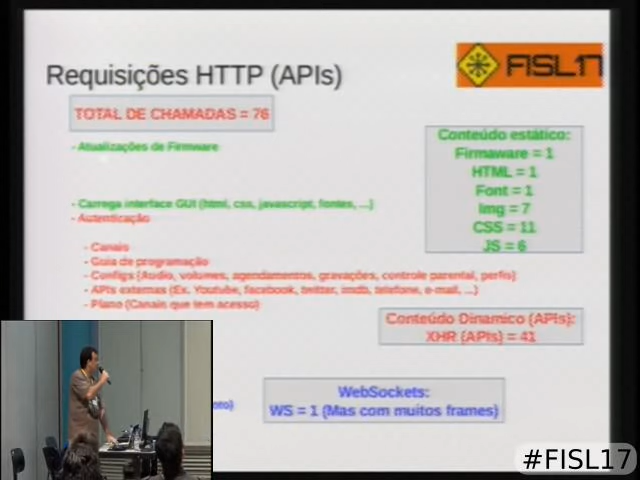 Requisições HTTP (APIs)
FISL17
TOTAL DE CHAMADAS = 76
- Atualizações de Firmware
Conteúdo estático:
Firmaware = 1
HTML = 1
Font = 1
Img = 7
CSS = 11
JS = 6
- Carrega interface GUI (html, css, javascript, fontes, ...)
- Autenticação
- Canais
- Guia de programação
- Configs (Audio, volumes, agendamentos, gravações, controle parental, perfis)
- APIs externas (Ex. Youtube, facebook, twitter, imdb, telefone, e-mail, ...)
- Plano (Canais que tem acesso)
Conteúdo Dinamico (APIs):
XHR (APIs) = 41
WebSockets:
WS = 1 (Mas com muitos frames)
#FISL17